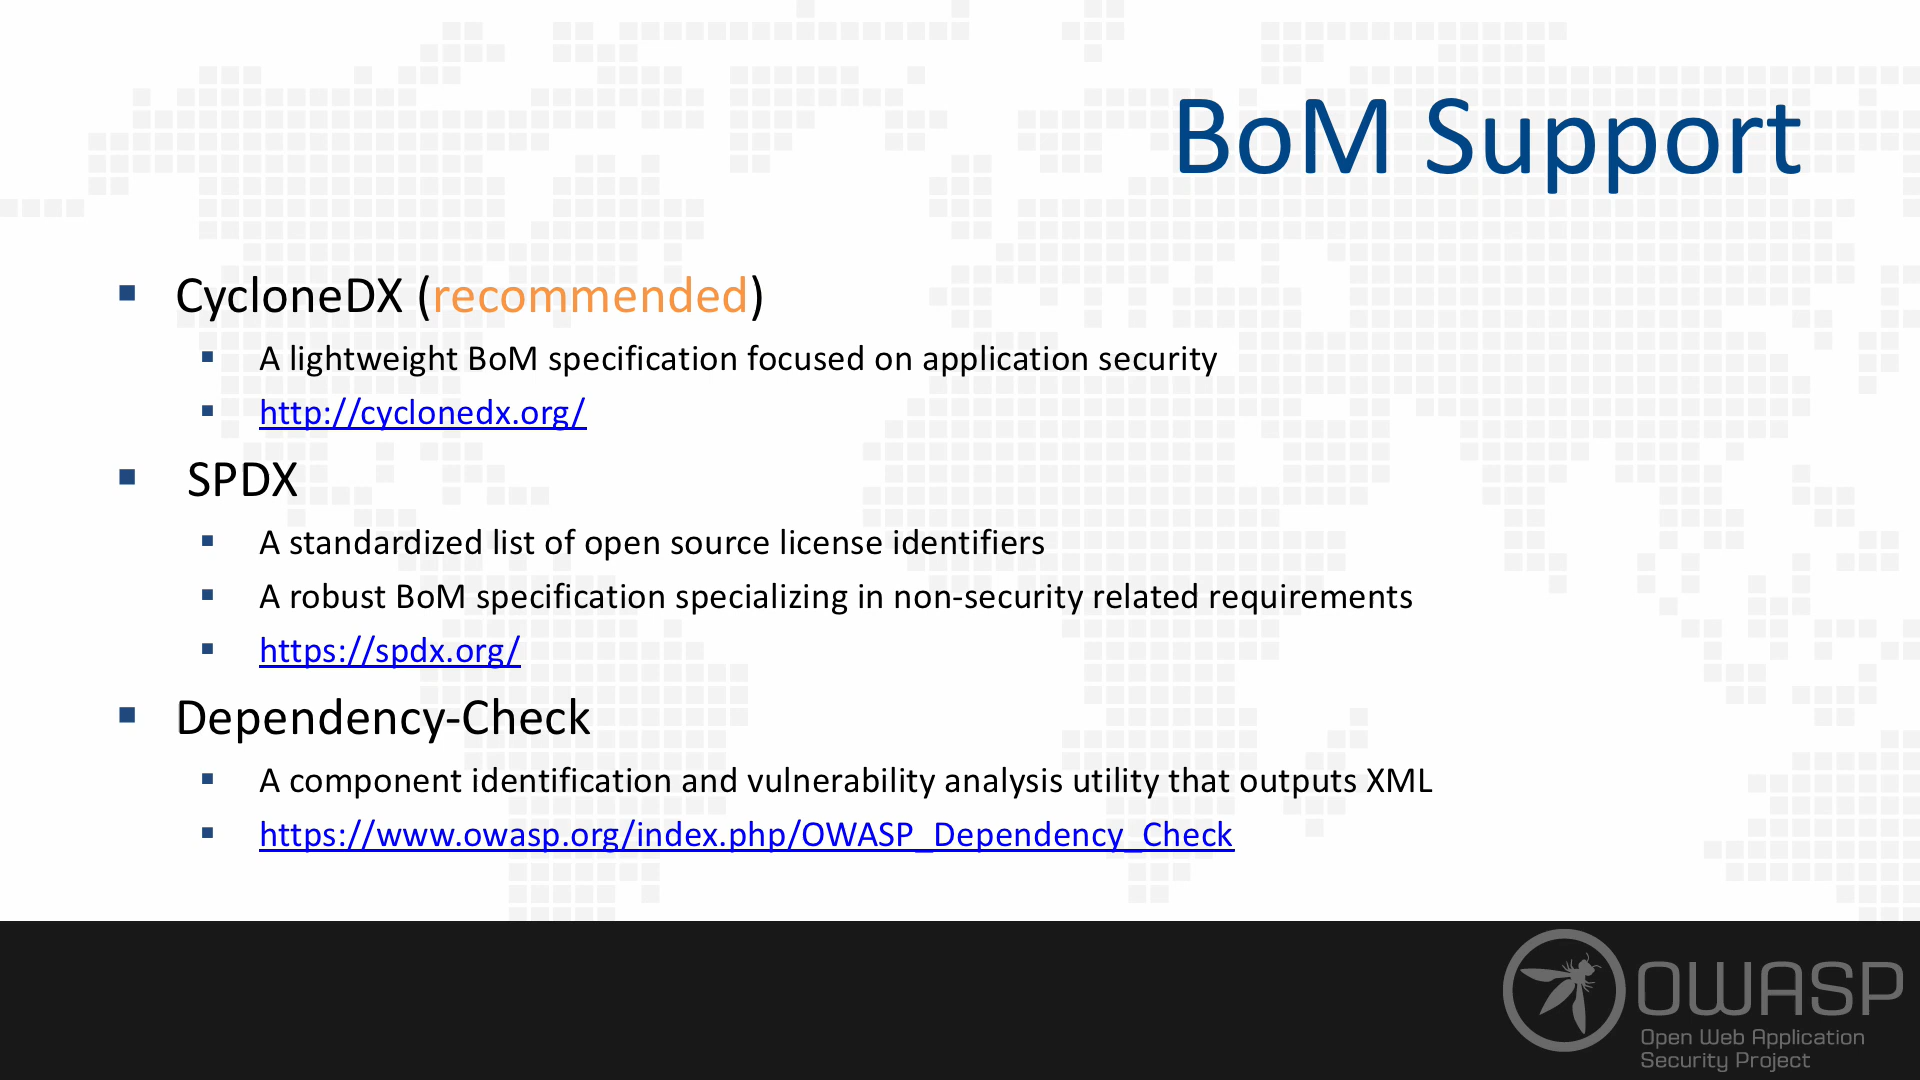 BoM Support
CycloneDX (recommended)
A lightweight BoM specification focused on application security
http://cyclonedx.org/
SPDX
A standardized list of open source license identifiers
A robust BoM specification specializing in non-security related requirements
https://spdx.org/
Dependency-Check
A component identification and vulnerability analysis utility that outputs XML
https://www.owasp.org/index.php/OWASP_Dependency_Check
OWASP
Open Web Application
Security Project